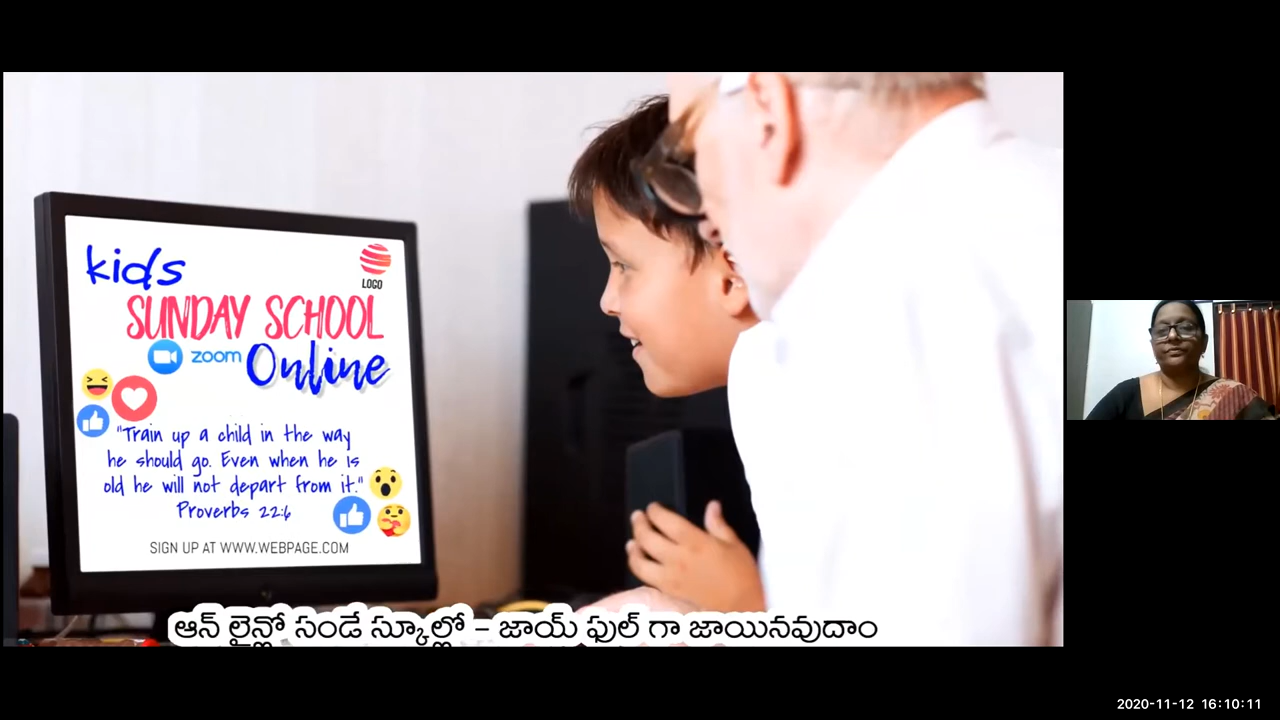 kids
LOGO
SUNDAY SCHOOL
zoom Online
"Train up a child in the way
he should go. Even when he is
old he will not depart from it."
Proverbs 22:6
SIGN UP AT WWW.WEBPAGE.COM
ఆన్ లైన్లో సండే స్కూల్లో – జాయ్ ఫుల్ గా జాయినవుదాం
2020-11-12 16:10:11